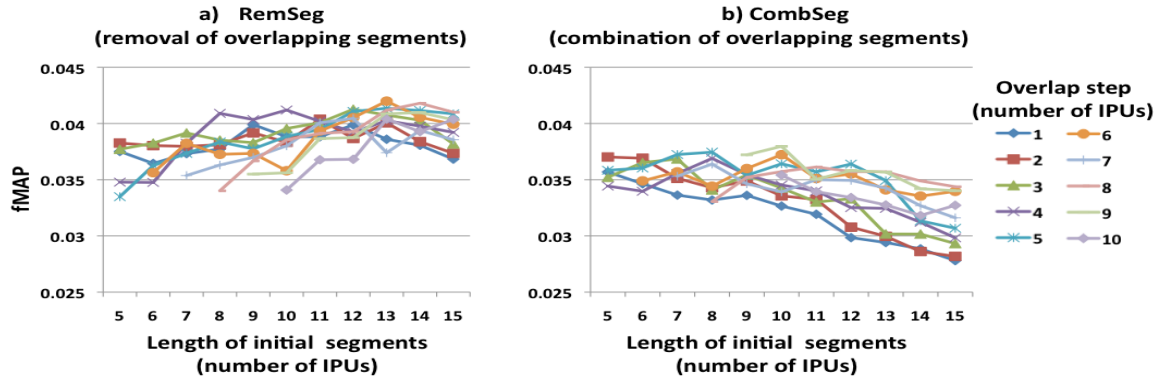 a) RemSeg
(removal of overlapping segments)
b) CombSeg
(combination of overlapping segments)
fMAP
0.045
0.04
0.035
0.03
0.025
5 6 7 8 9 10 11 12 13 14 15
Length of initial segments
(number of IPUs)
0.045
0.04
0.035
0.03
0.025
5 6 7 8 9 10 11 12 13 14 15
Length of initial segments
(number of IPUs)
Overlap step
(number of IPUs)
1 6
2 7
3 8
4 9
5 10